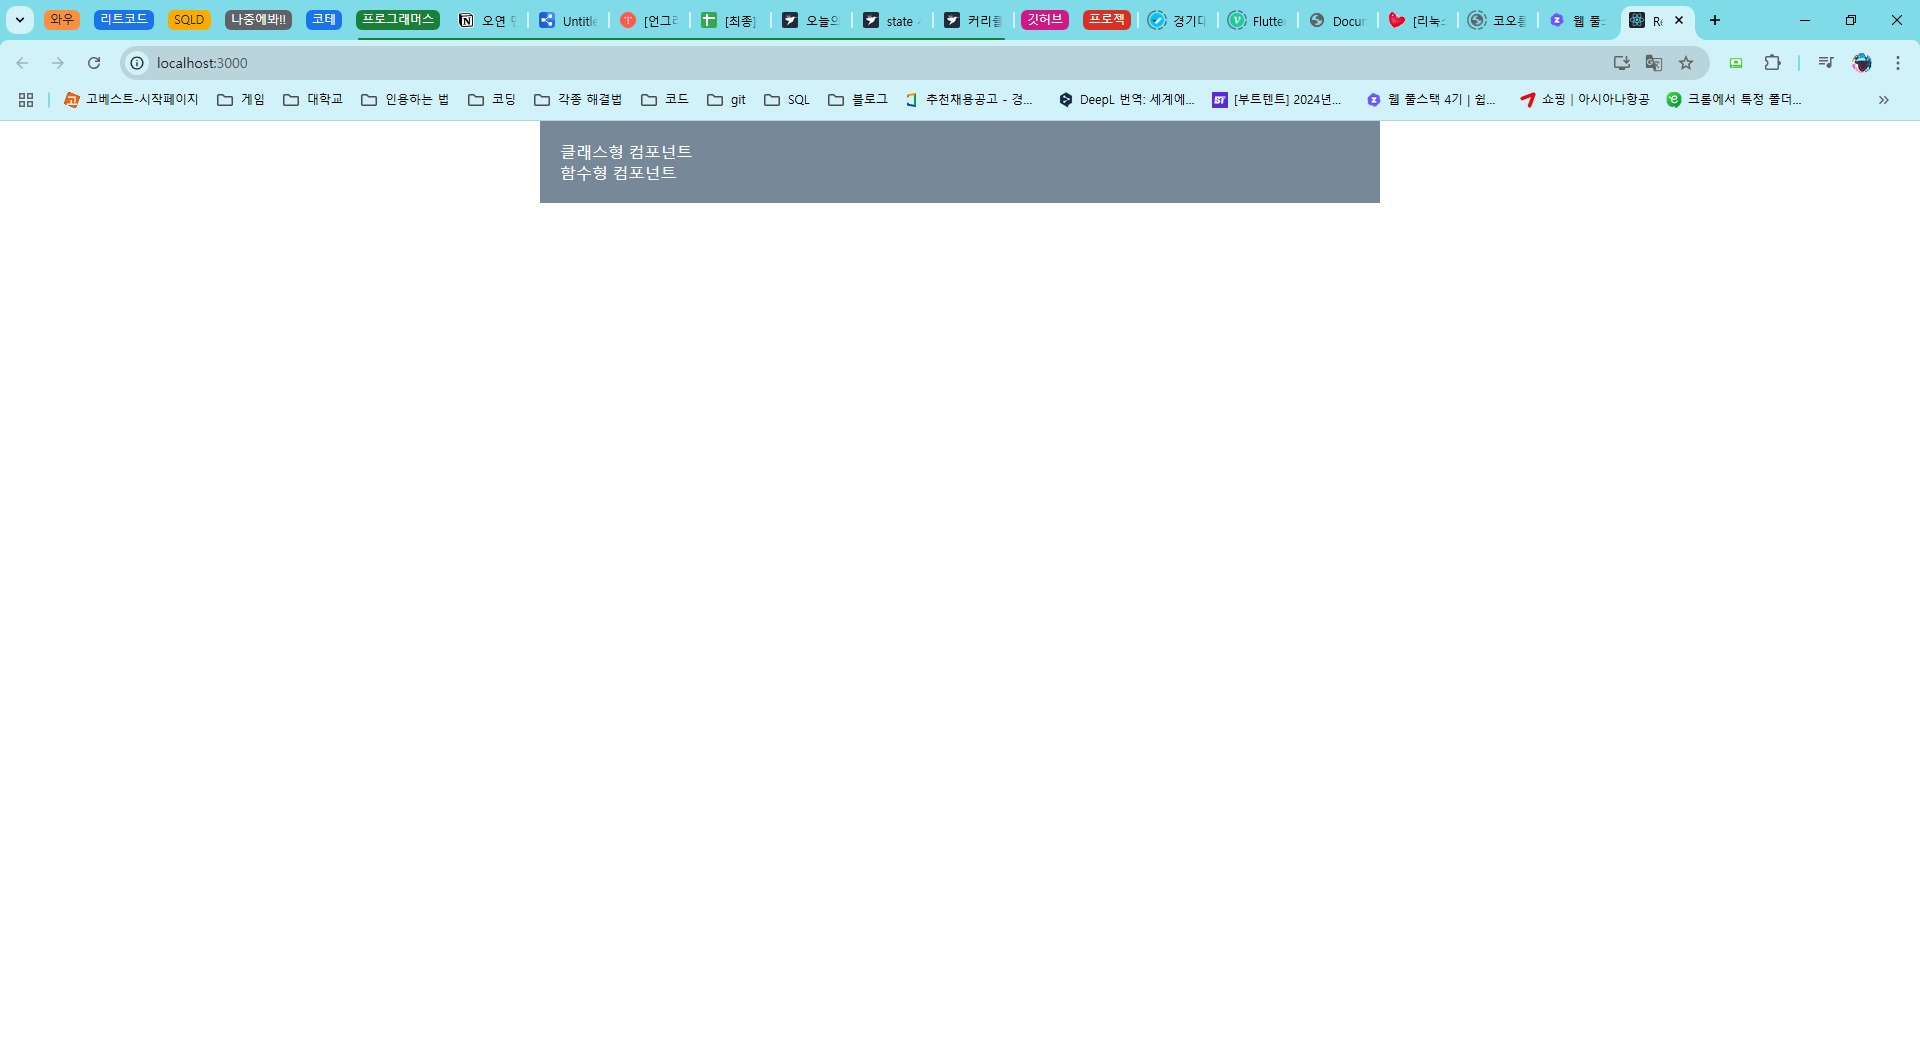 와우 리트코드 SQLD 나중에봐!! 코테 프로그래머스 오연 Untitle [언그 [최종] 오늘의 state 커리큘 깃허브 프로젝 경기대 Flutter Docur [리눅스 코오롱 웹 풀스 Re
localhost:3000
고베스트-시작페이지 게임 대학교 인용하는 법 코딩 각종 해결법 코드 git SQL 블로그 추천채용공고 - 경... DeepL 번역: 세계에... [부트텐트] 2024년... 웹 풀스택 4기 | 쉽... 쇼핑 | 아시아나항공 크롬에서 특정 폴더...
클래스형 컴포넌트
함수형 컴포넌트